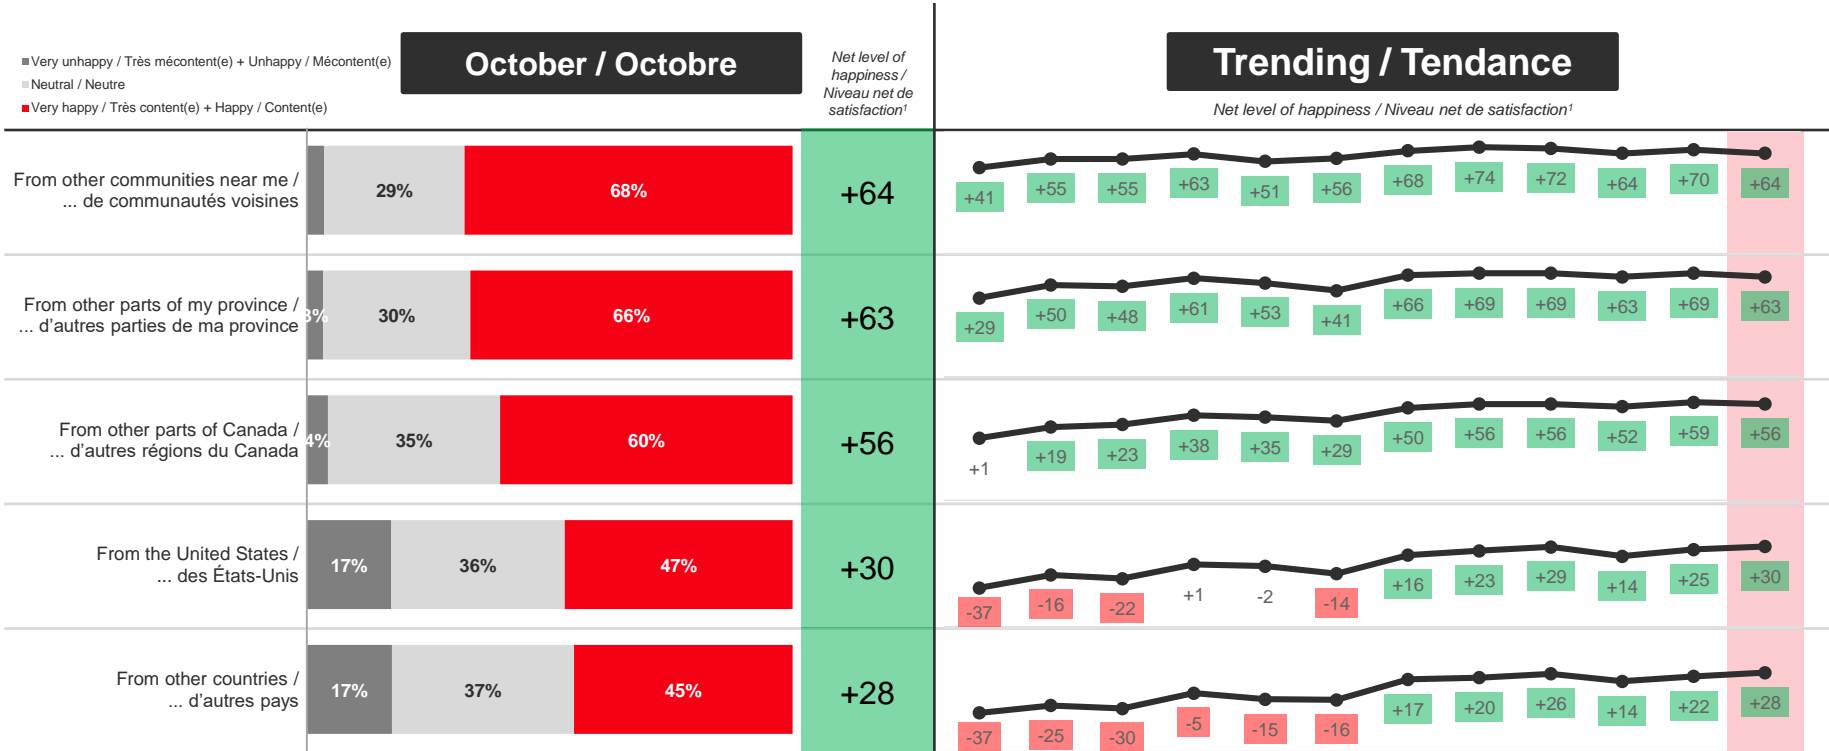 Very unhappy / Très mécontent(e) + Unhappy / Mécontent(e)
Neutral / Neutre
Very happy / Très content(e) + Happy / Content(e)
October / Octobre
Net level of
happiness /
Niveau net de
satisfaction¹
Trending / Tendance
Net level of happiness / Niveau net de satisfaction¹
From other communities near me /
... de communautés voisines
29% 68% +64
+41 +55 +55 +63 +51 +56 +68 +74 +72 +64 +70 +64
From other parts of my province /
... d'autres parties de ma province
3% 30% 66% +63
+29 +50 +48 +61 +53 +41 +66 +69 +69 +63 +69 +63
From other parts of Canada /
... d'autres régions du Canada
4% 35% 60% +56
+1 +19 +23 +38 +35 +29 +50 +56 +56 +52 +59 +56
From the United States /
... des États-Unis
17% 36% 47% +30
-37 -16 -22 +1 -2 -14 +16 +23 +29 +14 +25 +30
From other countries /
... d'autres pays
17% 37% 45% +28
-37 -25 -30 -5 -15 -16 +17 +20 +26 +14 +22 +28